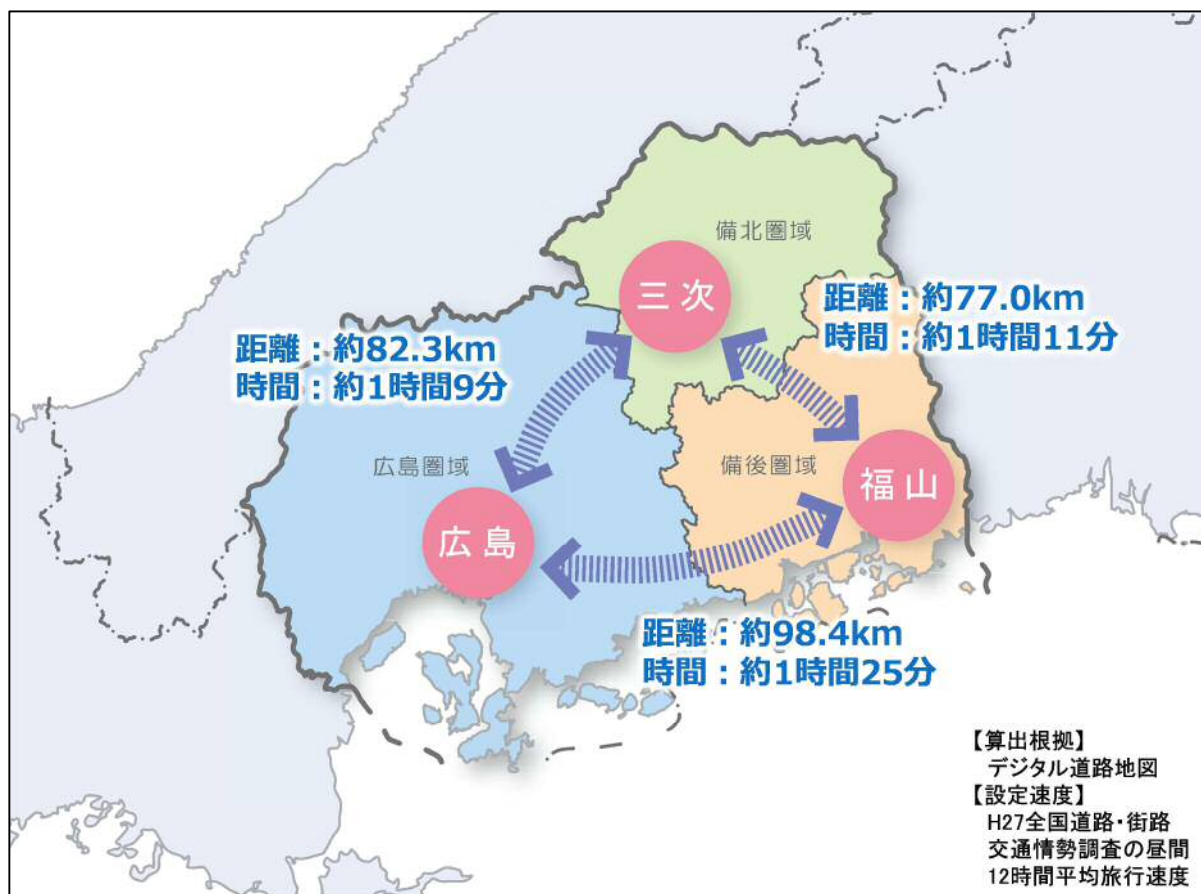 備北圏域
三次
距離：約77.0km
時間：約1時間11分
距離：約82.3km
時間：約1時間9分
広島圏域
備後圏域
福山
広島
距離：約98.4km
時間：約1時間25分
【算出根拠】
デジタル道路地図
【設定速度】
H27全国道路・街路
交通情勢調査の昼間
12時間平均旅行速度